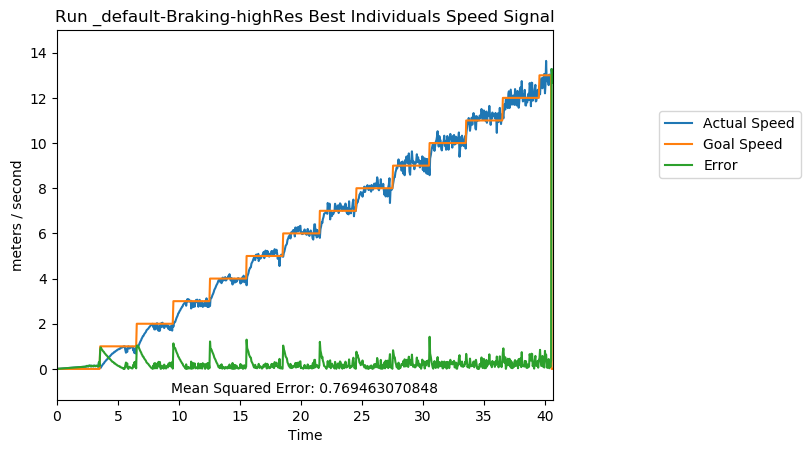 Run _default-Braking-highRes Best Individuals Speed Signal
meters / second
14
12
10
8
6
4
2
0
Actual Speed
Goal Speed
Error
Mean Squared Error: 0.769463070848
0 5 10 15 20 25 30 35 40
Time